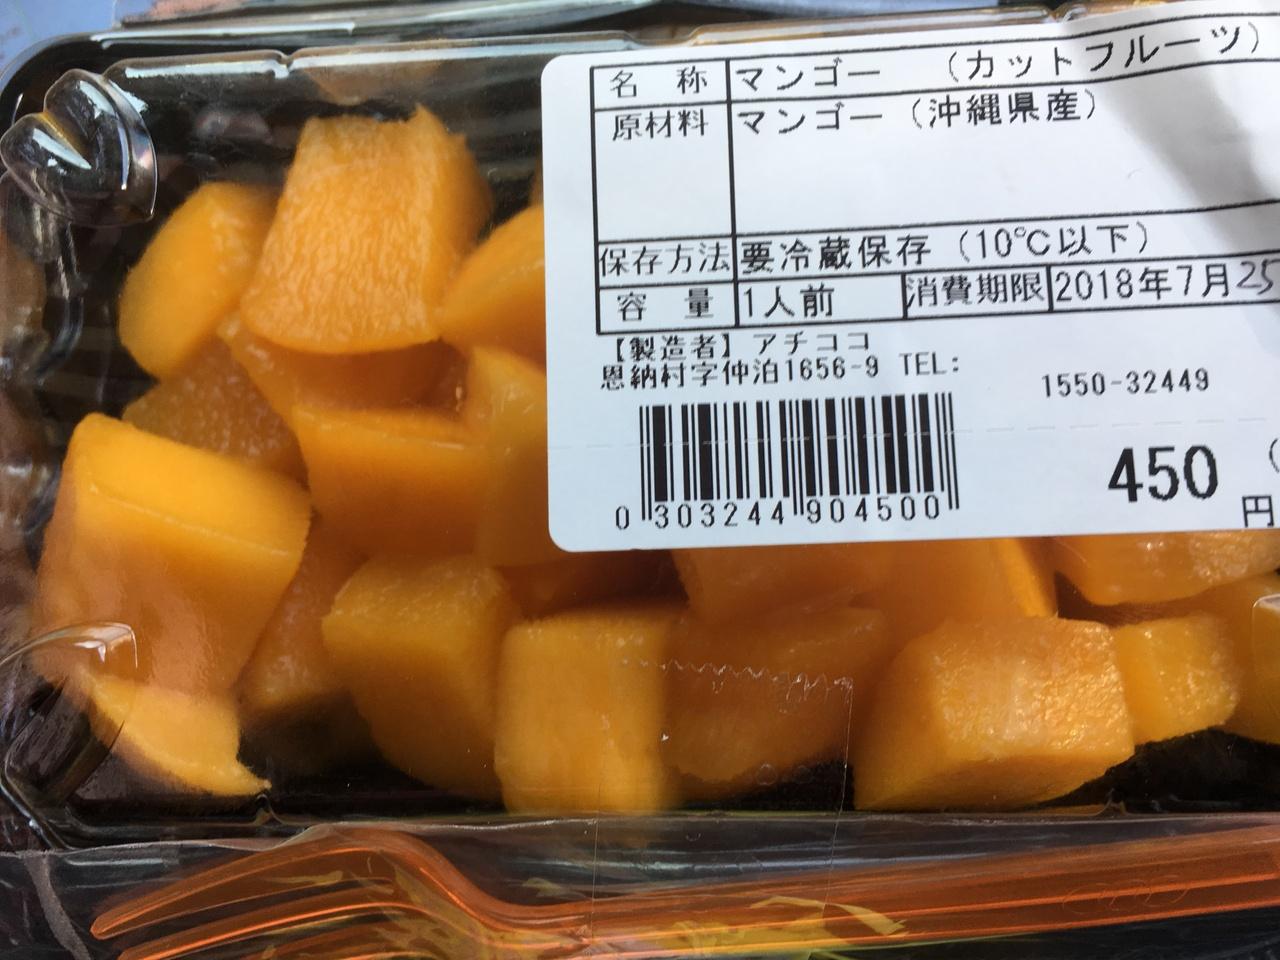 名 称 マンゴー (カットフルーツ)
原材料 マンゴー (沖縄県産)
保存方法 要冷蔵保存 (10℃以下)
容 量 1人前 消費期限 2018年7月25
【製造者】アチココ
恩納村字仲泊1656-9 TEL:
1550-32449
450
円
0 303244 904500